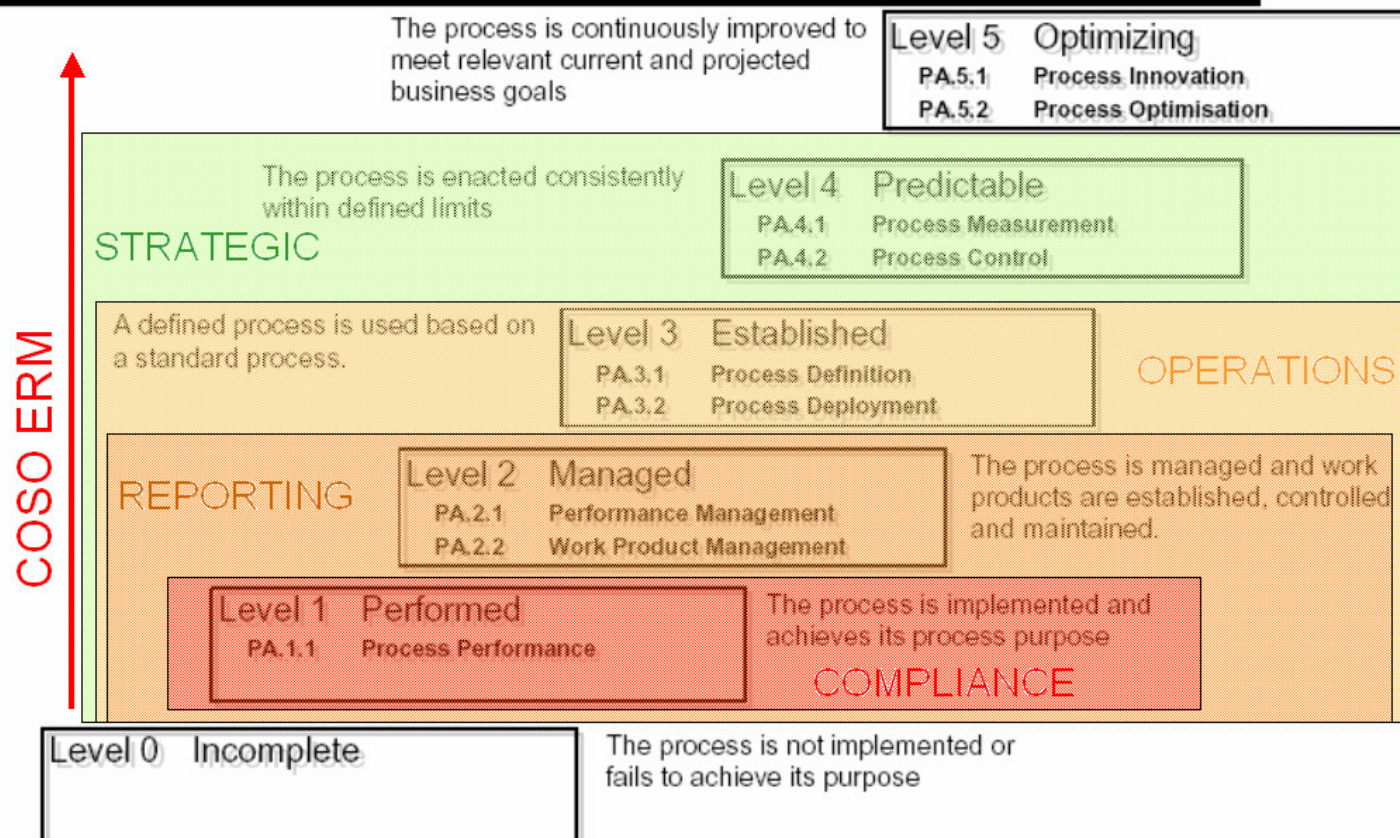 The process is continuously improved to
meet relevant current and projected
business goals
Level 5 Optimizing
PA.5.1 Process Innovation
PA.5.2 Process Optimisation
The process is enacted consistently
within defined limits
STRATEGIC
Level 4 Predictable
PA.4.1 Process Measurement
PA.4.2 Process Control
A defined process is used based on
a standard process.
Level 3 Established
PA.3.1 Process Definition
PA.3.2 Process Deployment
OPERATIONS
COSO ERM
REPORTING
Level 2 Managed
PA.2.1 Performance Management
PA.2.2 Work Product Management
The process is managed and work
products are established, controlled
and maintained.
Level 1 Performed
PA.1.1 Process Performance
The process is implemented and
achieves its process purpose
COMPLIANCE
Level 0 Incomplete
The process is not implemented or
fails to achieve its purpose